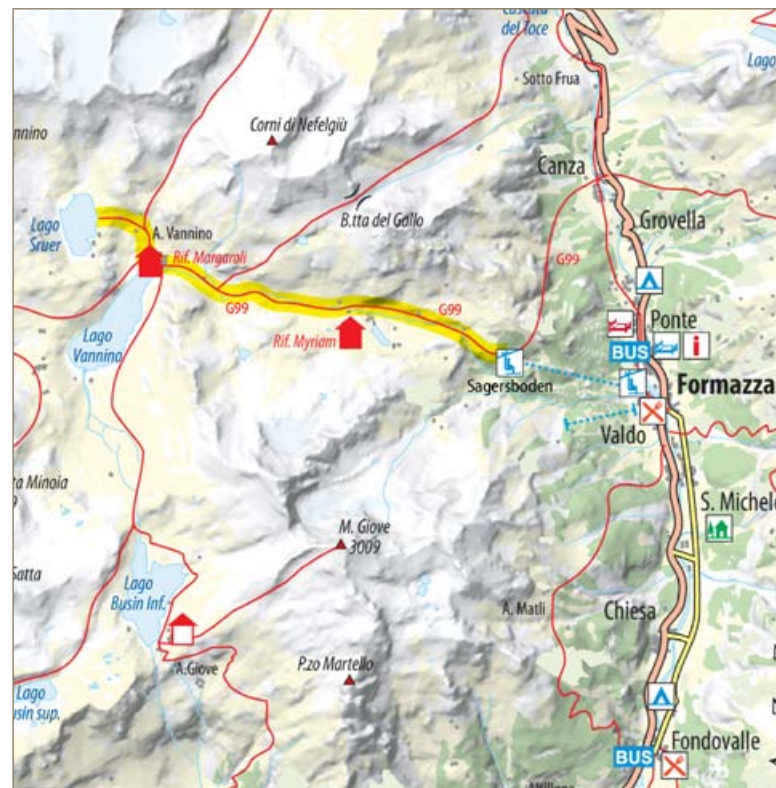 Cascata
del Toce
Lago
Sotto Frua
Corni di Nefelgiù
nnino
Canza
B.tta del Gallo
Lago
Sruer
A. Vannino
Grovella
Rif. Margaroli
G99
G99
G99
Lago
Vannino
Rif. Myriam
Ponte
BUS
i
Sagersboden
Formazza
Valdo
ta Minoia
9
S. Michele
M. Giove
3009
Satta
Lago
Busin Inf.
A. Matli
Chiesa
A.Giove
P.zo Martello
Lago
usin sup.
BUS
Fondovalle